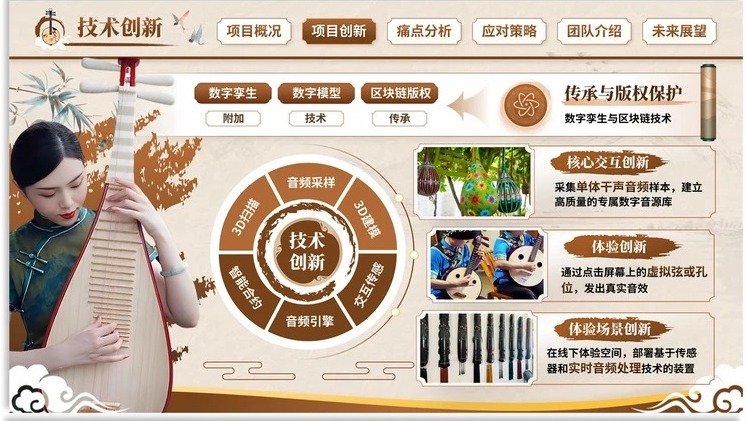 技术创新
项目概况
项目创新
痛点分析
应对策略
团队介绍
未来展望
数字孪生
数字模型
区块链版权
附加
技术
传承
传承与版权保护
数字孪生与区块链技术
音频采样
3D扫描
3D建模
技术
创新
智能合约
交互传感
音频引擎
核心交互创新
采集单体干声音频样本，建立
高质量的专属数字音源库
体验创新
通过点击屏幕上的虚拟弦或孔
位，发出真实音效
体验场景创新
在线下体验空间，部署基于传感
器和实时音频处理技术的装置